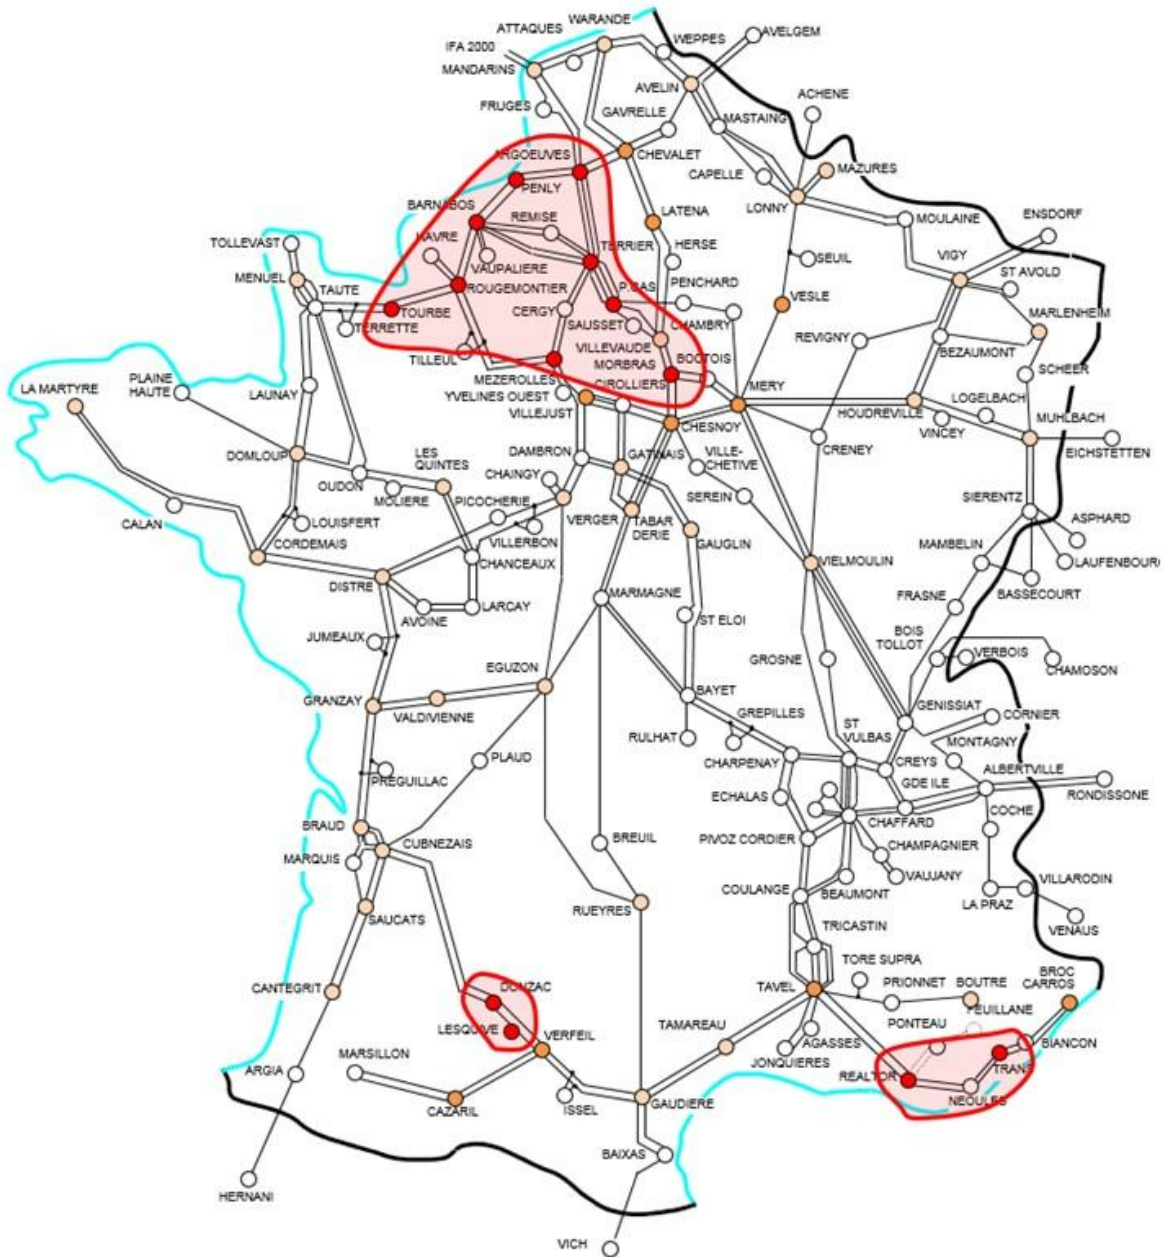 WARANDE
ATTAQUES
IFA 2000
MANDARINS
WEPPES
AVELGEM
AVELIN
FRUGES
GAVRELLE
ACHENE
MASTAING
ARGOEUVES
CHEVALET
CAPELLE
MAZURES
PENLY
LONNY
BARNABOS
REMISE
LATENA
MOULAINE
ENSDORF
TOLLEVAST
HAVRE
TERRIER
HERSE
VIGY
MENUEL
VAUPALIERE
SEUIL
ST AVOLD
TAUTE
ROUGEMONTIER
PENCHARD
VESLE
MARLENHEIM
TOURBE
CERGY
TERRETTE
SAUSSET
CHAMBRY
REVIGNY
BEZAUMONT
TILLEUL
VILLEVAUDE
MORBRAS
SCHEER
LA MARTYRE
PLAINE
HAUTE
MEZEROLLES
CIROLLIERS
MERY
LAUNAY
YVELINES OUEST
VILLEJUST
CHESNOY
HOUDREVILLE
LOGELBACH
VINCEY
MUHLBACH
DOMLOUP
LES
QUINTES
DAMBRON
GATINAIS
VILLE-
CHETIVE
CRENEY
EICHSTETTEN
OUDON
CHAINGY
MOLIERE
PICOCHERIE
SEREIN
SIERENTZ
CALAN
LOUISFERT
VERGER
TABAR
DERIE
ASPHARD
CORDEMAIS
VILLERBON
GAUGLIN
MAMBELIN
CHANCEAUX
VIELMOULIN
LAUFENBOUR
DISTRE
MARMAGNE
FRASNE
BASSECOURT
AVOINE
LARCAY
ST ELOI
JUMEAUX
BOIS
TOLLOT
VERBOIS
EGUZON
GROSNE
CHAMOSON
GRANZAY
BAYET
VALDIVIENNE
GREPILLES
GENISSIAT
CORNIER
RULHAT
ST
VULBAS
MONTAGNY
PLAUD
CHARPENAY
CREYS
PREGUILLAC
GDE ILE
ALBERTVILLE
ECHALAS
RONDISSONE
BRAUD
COCHE
CUBNEZAIS
BREUIL
PIVOZ CORDIER
CHAFFARD
MARQUIS
CHAMPAGNIER
COULANGE
BEAUMONT
VAUJANY
VILLARODIN
SAUCATS
RUEYRES
LA PRAZ
TRICASTIN
VENAUS
TORE SUPRA
CANTEGRIT
DONZAC
TAVEL
PRIONNET
BOUTRE
BROC
CARROS
FEUILLANE
LESQUIVE
VERFEIL
TAMAREAU
PONTEAU
AGASSES
BIANCON
MARSILLON
JONQUIERES
TRANS
ARGIA
REALTOR
CAZARIL
ISSEL
GAUDIERE
NEOULES
BAIXAS
HERNANI
VICH